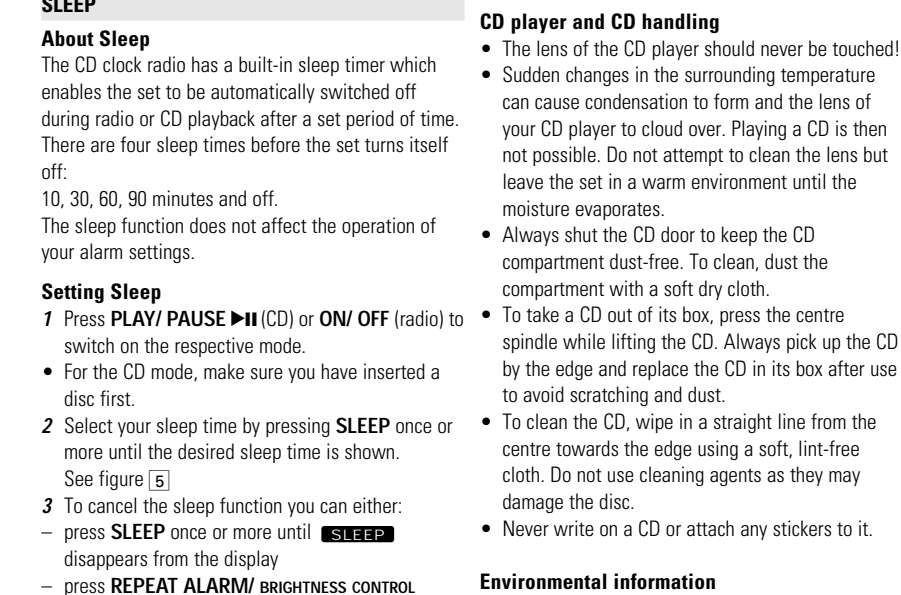 SLEEP
About Sleep
The CD clock radio has a built-in sleep timer which
enables the set to be automatically switched off
during radio or CD playback after a set period of time.
There are four sleep times before the set turns itself
off:
10, 30, 60, 90 minutes and off.
The sleep function does not affect the operation of
your alarm settings.
Setting Sleep
1 Press PLAY/ PAUSE ►II (CD) or ON/ OFF (radio) to
switch on the respective mode.
• For the CD mode, make sure you have inserted a
disc first.
2 Select your sleep time by pressing SLEEP once or
more until the desired sleep time is shown.
See figure 5
3 To cancel the sleep function you can either:
– press SLEEP once or more until SLEEP
disappears from the display
– press REPEAT ALARM/ BRIGHTNESS CONTROL
CD player and CD handling
• The lens of the CD player should never be touched!
• Sudden changes in the surrounding temperature
can cause condensation to form and the lens of
your CD player to cloud over. Playing a CD is then
not possible. Do not attempt to clean the lens but
leave the set in a warm environment until the
moisture evaporates.
• Always shut the CD door to keep the CD
compartment dust-free. To clean, dust the
compartment with a soft dry cloth.
• To take a CD out of its box, press the centre
spindle while lifting the CD. Always pick up the CD
by the edge and replace the CD in its box after use
to avoid scratching and dust.
• To clean the CD, wipe in a straight line from the
centre towards the edge using a soft, lint-free
cloth. Do not use cleaning agents as they may
damage the disc.
• Never write on a CD or attach any stickers to it.
Environmental information